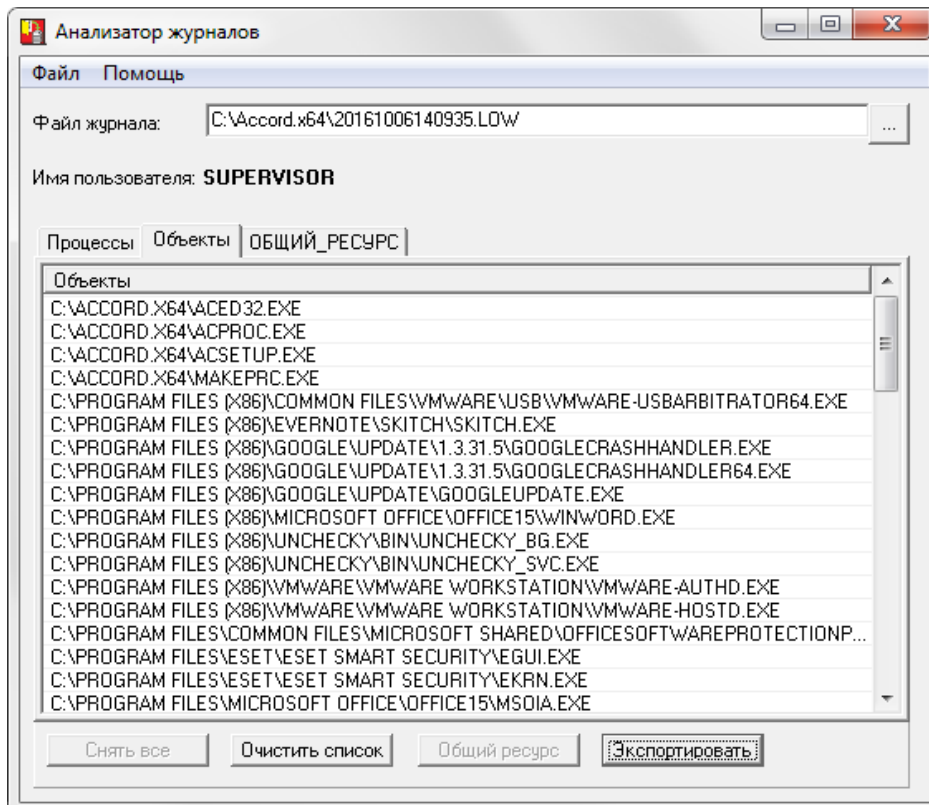 Анализатор журналов
Файл Помощь
Файл журнала: C:\Accord.x64\20161006140935.LOW ...
Имя пользователя: SUPERVISOR
Процессы Объекты ОБЩИЙ_РЕСУРС
Объекты
C:\ACCORD.X64\ACED32.EXE
C:\ACCORD.X64\ACPROC.EXE
C:\ACCORD.X64\ACSETUP.EXE
C:\ACCORD.X64\MAKEPRC.EXE
C:\PROGRAM FILES (X86)\COMMON FILES\VMWARE\USB\VMWARE-USBARBITRATOR64.EXE
C:\PROGRAM FILES (X86)\EVERNOTE\SKITCH\SKITCH.EXE
C:\PROGRAM FILES (X86)\GOOGLE\UPDATE\1.3.31.5\GOOGLECRASHHANDLER.EXE
C:\PROGRAM FILES (X86)\GOOGLE\UPDATE\1.3.31.5\GOOGLECRASHHANDLER64.EXE
C:\PROGRAM FILES (X86)\GOOGLE\UPDATE\GOOGLEUPDATE.EXE
C:\PROGRAM FILES (X86)\MICROSOFT OFFICE\OFFICE15\WINWORD.EXE
C:\PROGRAM FILES (X86)\UNCHECKY\BIN\UNCHECKY_BG.EXE
C:\PROGRAM FILES (X86)\UNCHECKY\BIN\UNCHECKY_SVC.EXE
C:\PROGRAM FILES (X86)\VMWARE\VMWARE WORKSTATION\VMWARE-AUTHD.EXE
C:\PROGRAM FILES (X86)\VMWARE\VMWARE WORKSTATION\VMWARE-HOSTD.EXE
C:\PROGRAM FILES\COMMON FILES\MICROSOFT SHARED\OFFICESOFTWAREPROTECTIONP...
C:\PROGRAM FILES\ESET\ESET SMART SECURITY\EGUI.EXE
C:\PROGRAM FILES\ESET\ESET SMART SECURITY\EKRN.EXE
C:\PROGRAM FILES\MICROSOFT OFFICE\OFFICE15\MSOIA.EXE
Снять все Очистить список Общий ресурс Экспортировать